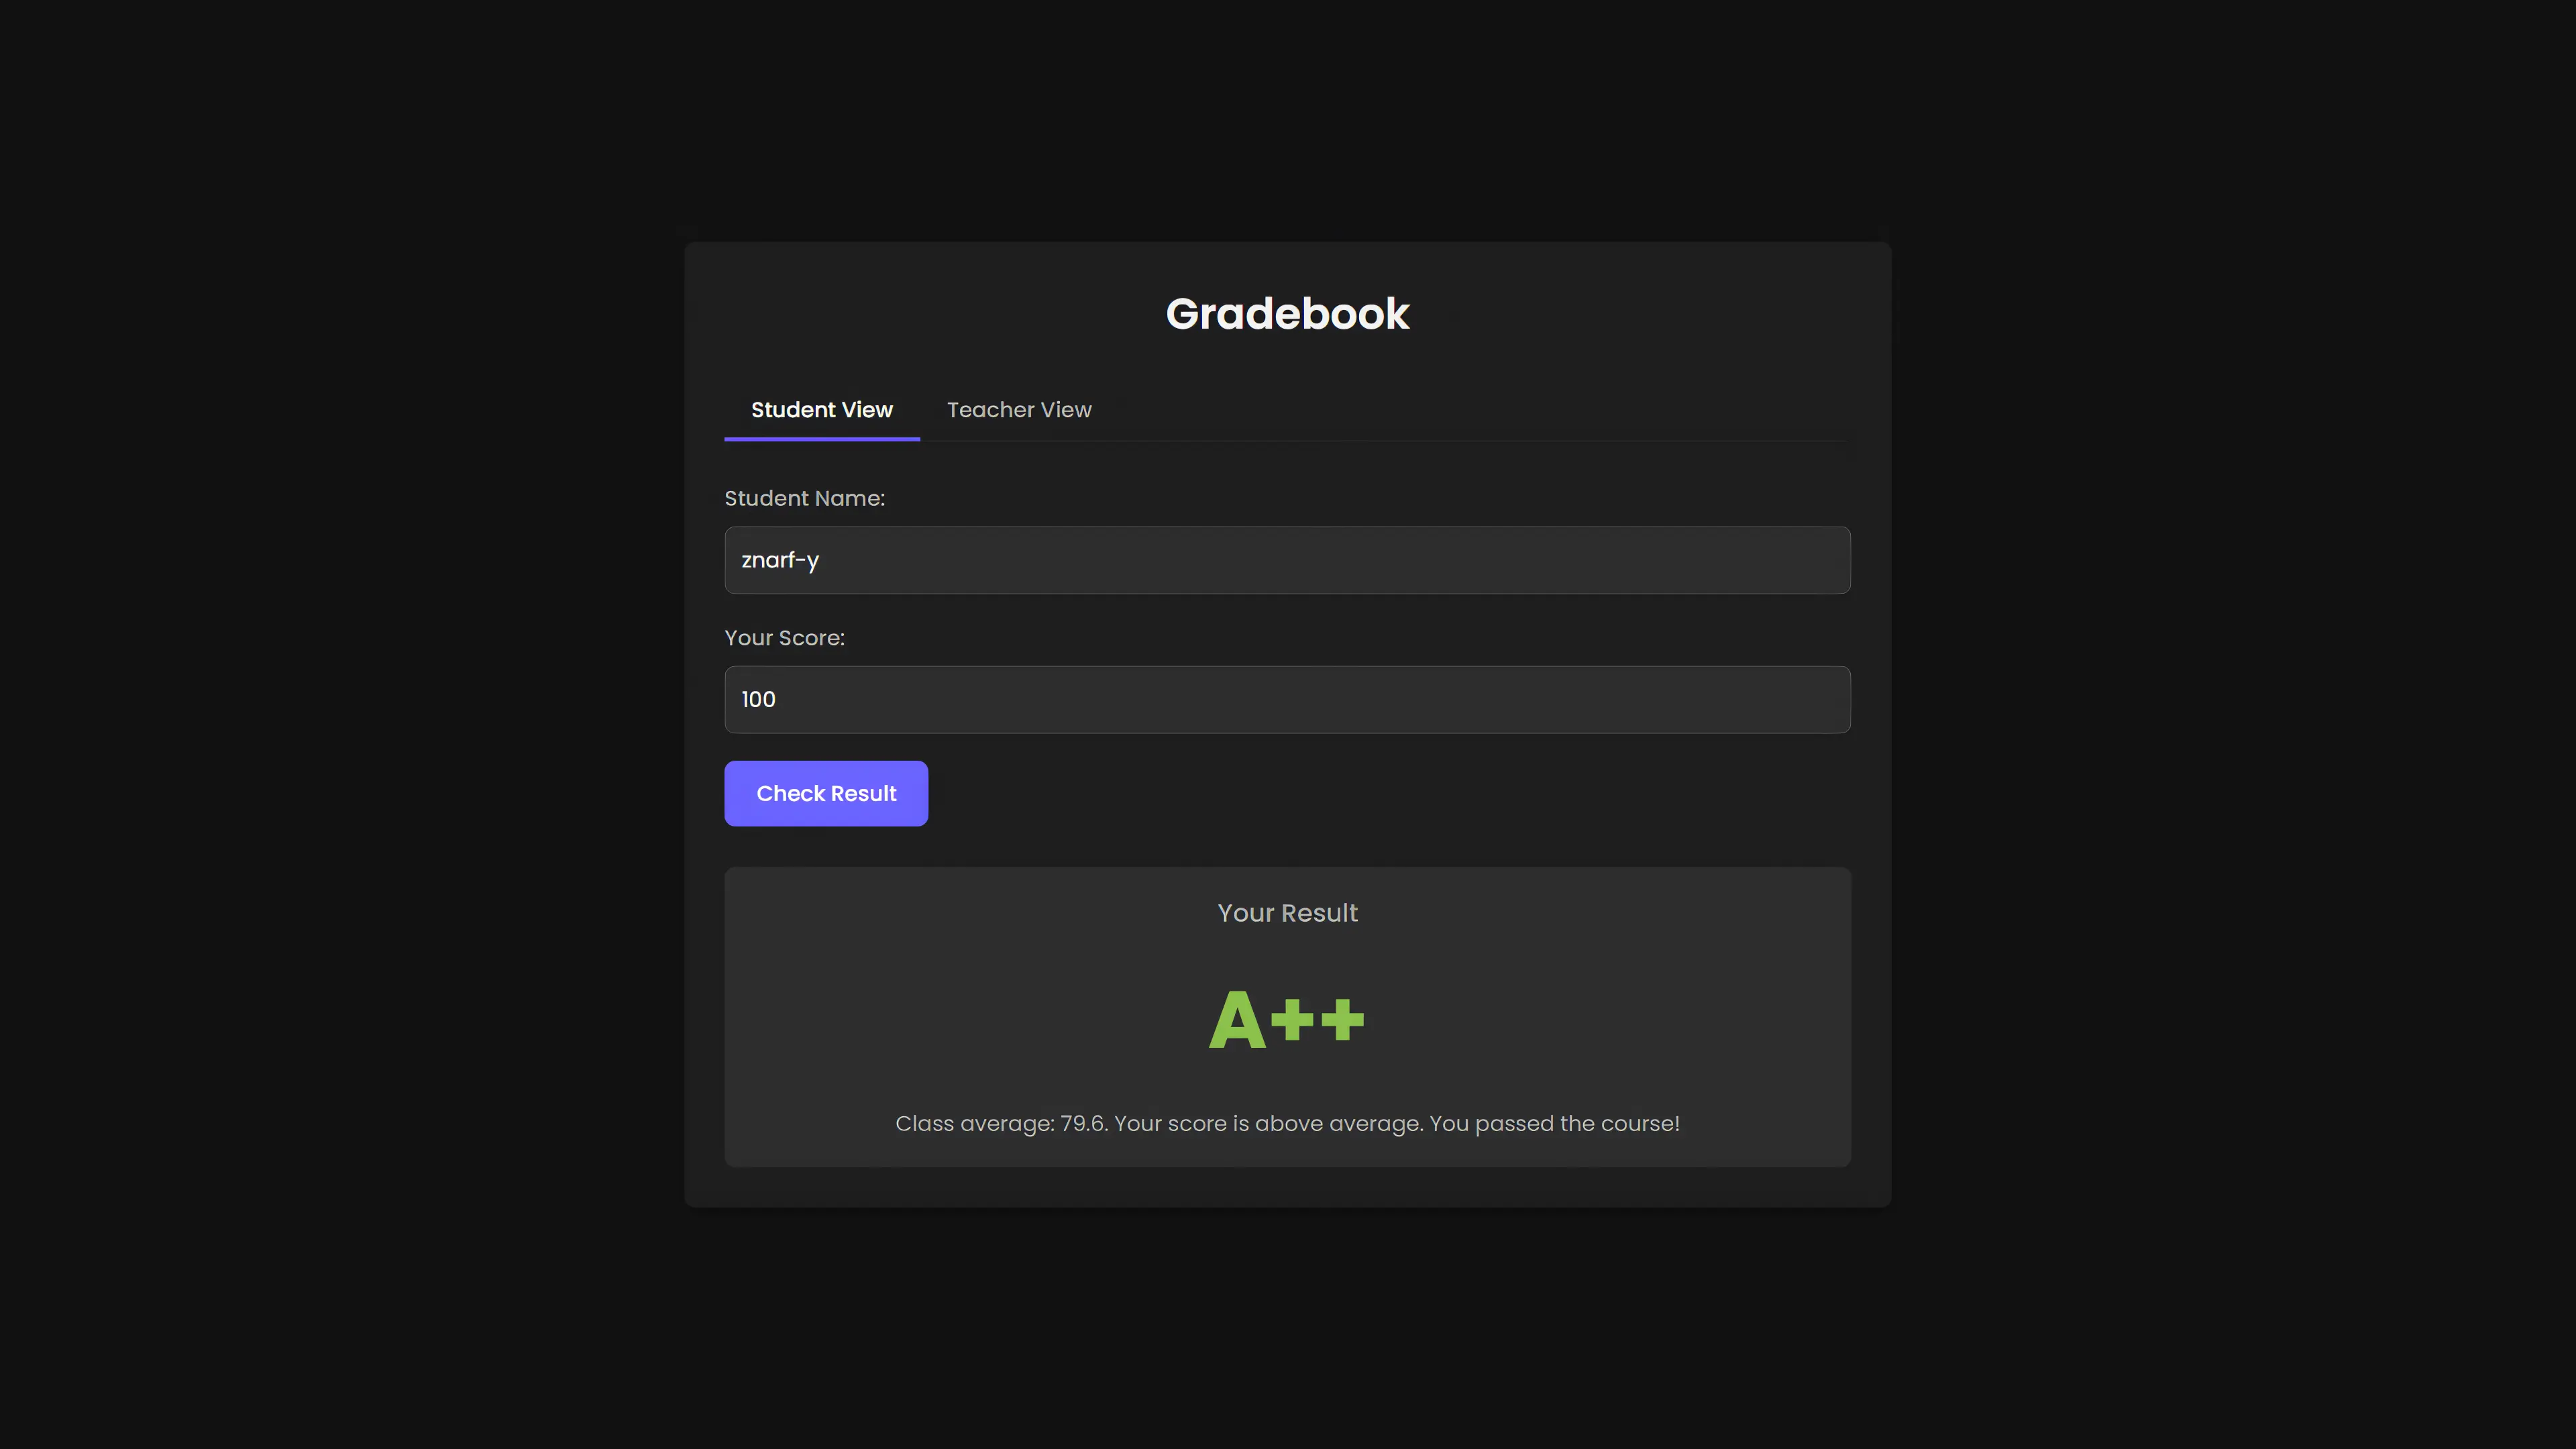 Gradebook
Student View Teacher View
Student Name:
znarf-y
Your Score:
100
Check Result
Your Result
A++
Class average: 79.6. Your score is above average. You passed the course!